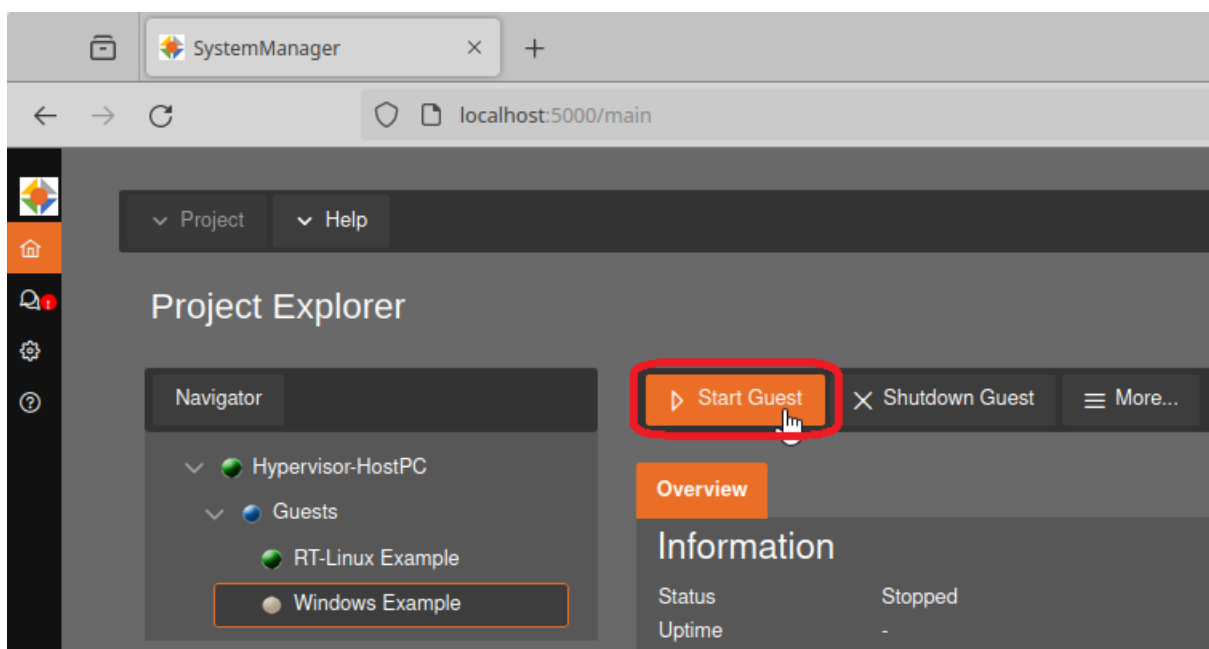 SystemManager
localhost:5000/main
Project Help
Project Explorer
Navigator
Start Guest Shutdown Guest More...
Hypervisor-HostPC
Guests
RT-Linux Example
Windows Example
Overview
Information
Status Stopped
Uptime -